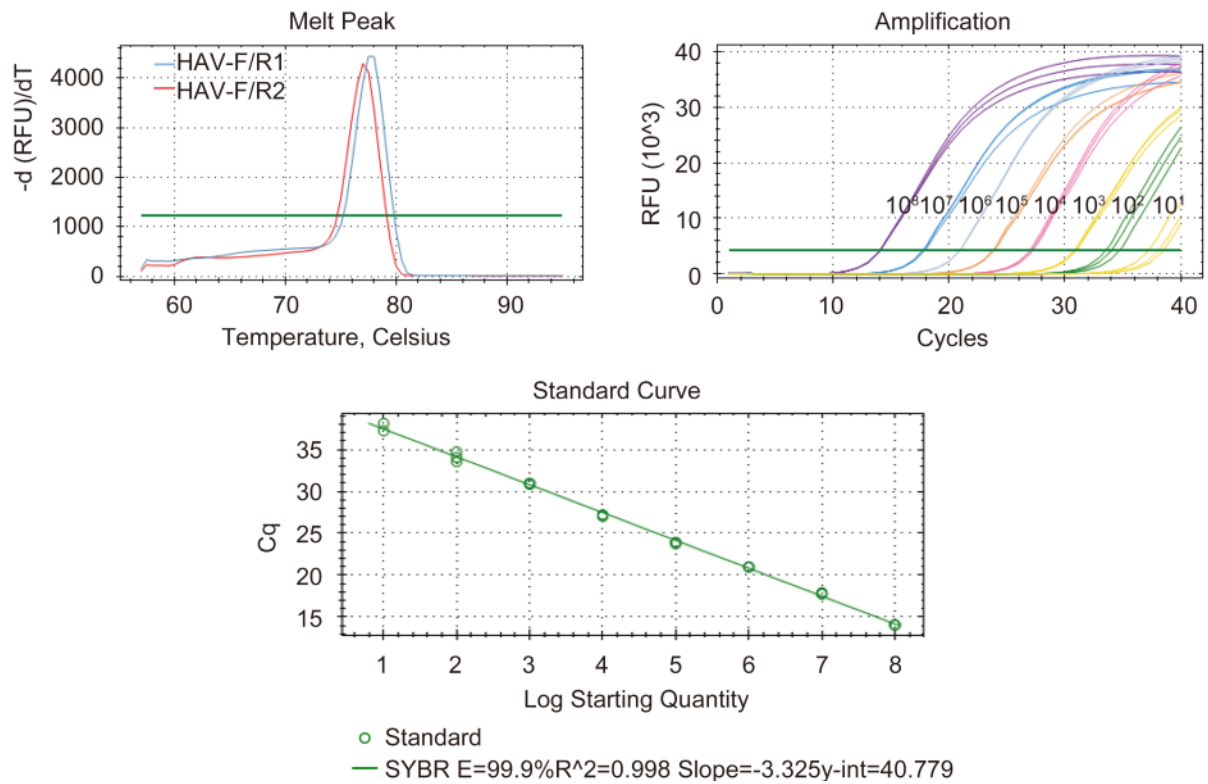 Melt Peak
-d (RFU)/dT
4000
3000
2000
1000
0
HAV-F/R1
HAV-F/R2
60 70 80 90
Temperature, Celsius
Amplification
RFU (10^3)
40
30
20
10
0
10⁸ 10⁷ 10⁶ 10⁵ 10⁴ 10³ 10² 10¹
0 10 20 30 40
Cycles
Standard Curve
Cq
35
30
25
20
15
1 2 3 4 5 6 7 8
Log Starting Quantity
Standard
SYBR E=99.9%R^2=0.998 Slope=-3.325y-int=40.779